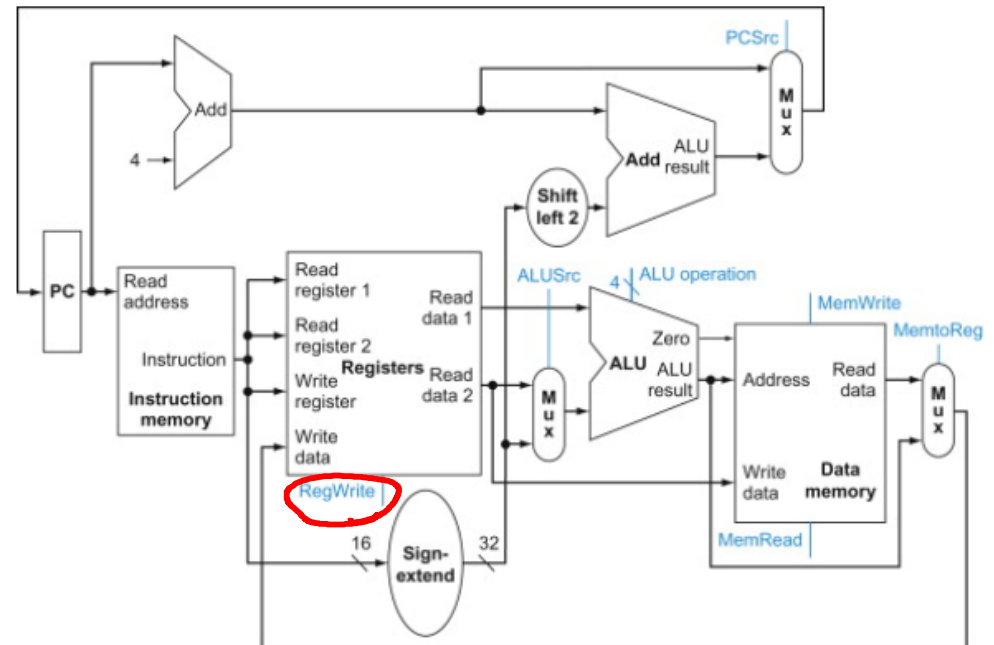 PCSrc
M
u
x
Add
4
Add
ALU
result
Shift
left 2
PC
Read
address
Instruction
Instruction
memory
Read
register 1
Read
register 2
Write
register
Write
data
Registers
Read
data 1
Read
data 2
RegWrite
16
Sign-
extend
32
ALUSrc
M
u
x
4
ALU operation
Zero
ALU
ALU
result
MemWrite
Address
Read
data
Write
data
Data
memory
MemRead
MemtoReg
M
u
x